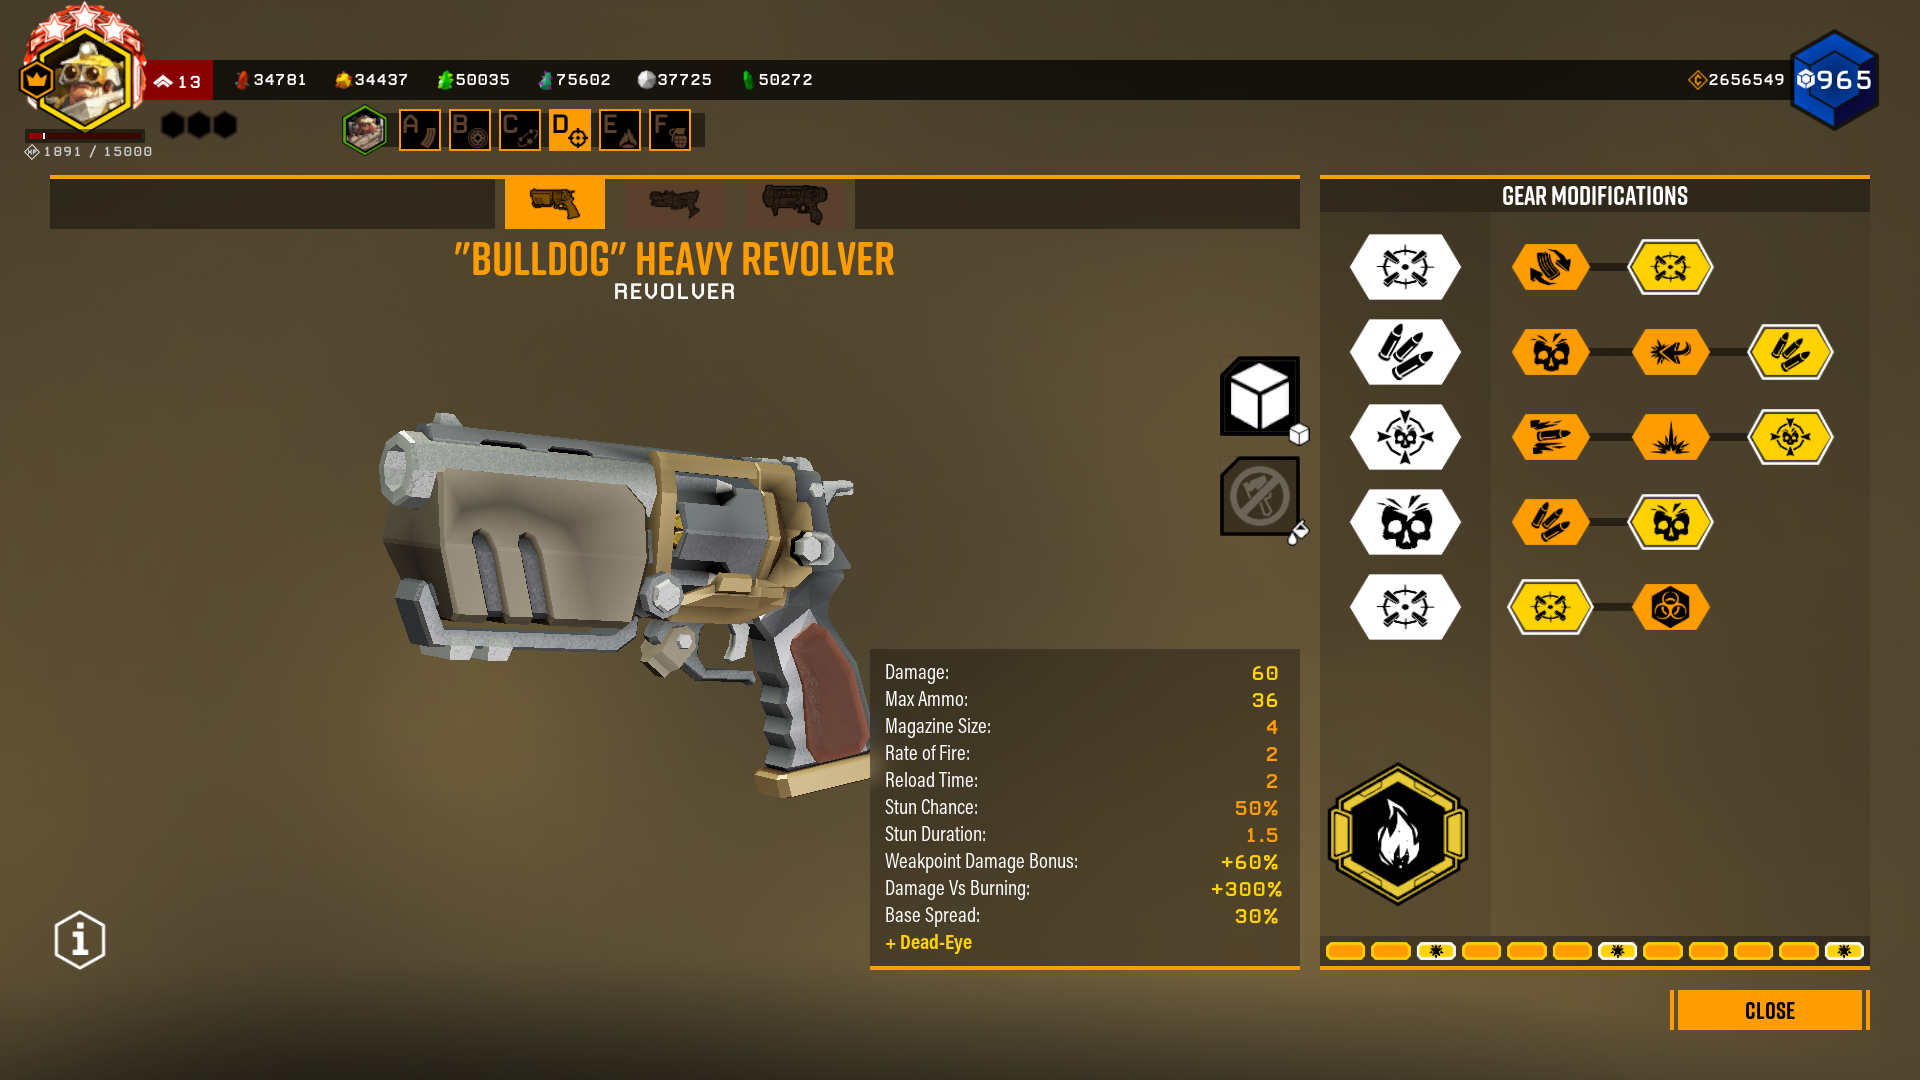 13
34781
34437
50035
75602
37725
50272
2656549
965
1891 / 15000
A
B
C
D
E
F
GEAR MODIFICATIONS
"BULLDOG" HEAVY REVOLVER
REVOLVER
Damage: 60
Max Ammo: 36
Magazine Size: 4
Rate of Fire: 2
Reload Time: 2
Stun Chance: 50%
Stun Duration: 1.5
Weakpoint Damage Bonus: +60%
Damage Vs Burning: +300%
Base Spread: 30%
+ Dead-Eye
CLOSE